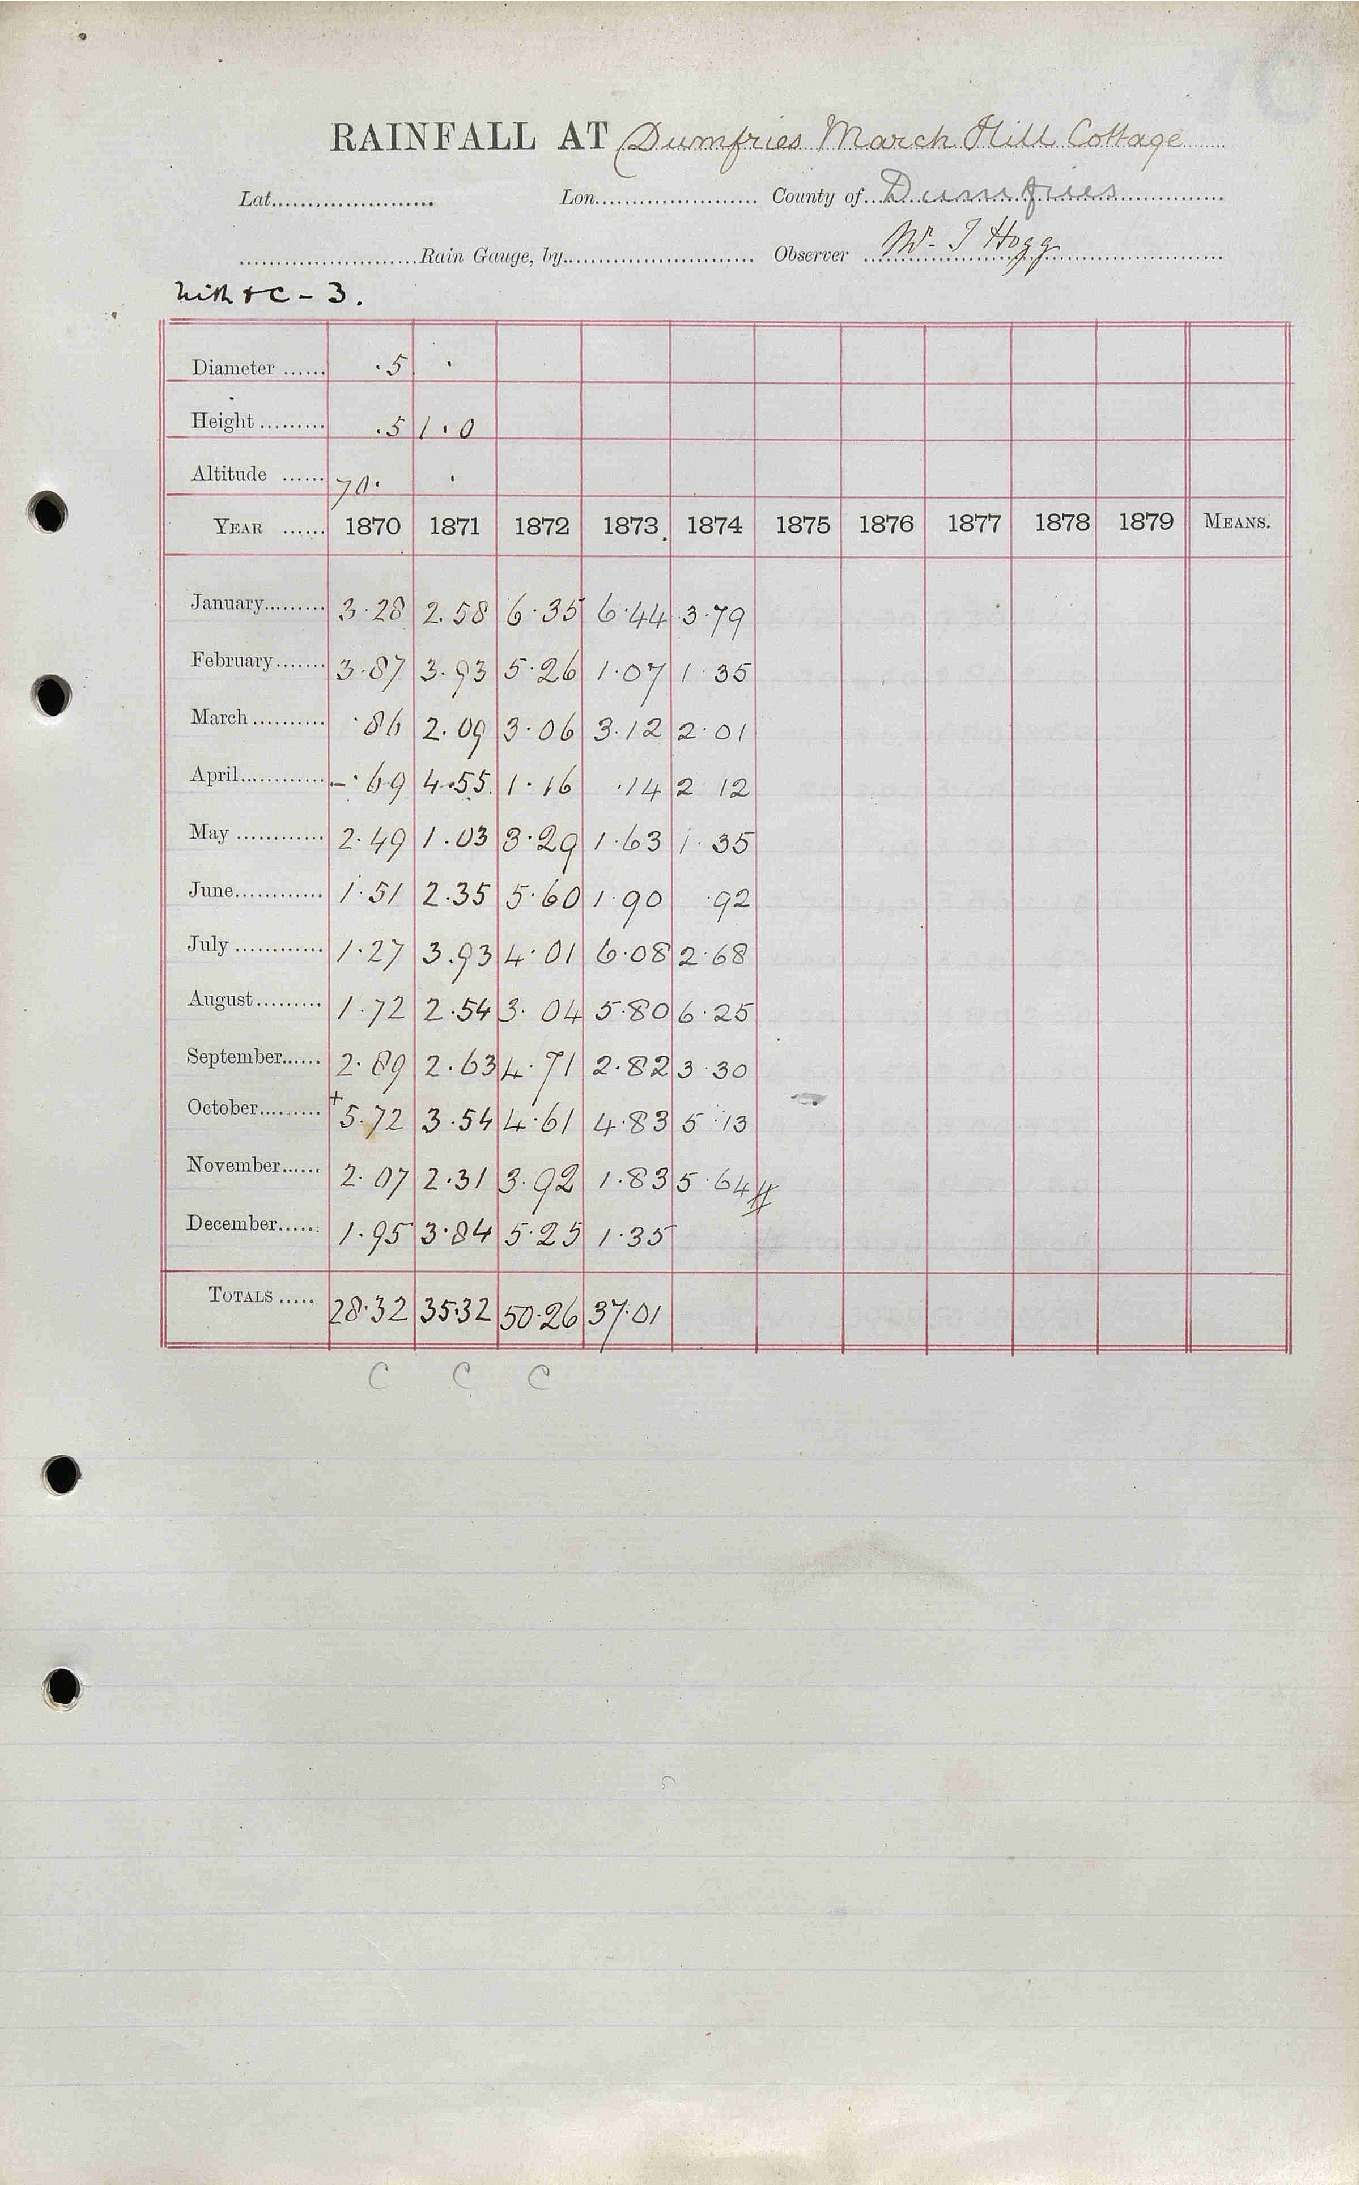 RAINFALL AT Dumfries March Hill Cottage
Lat. Lon. County of Dumfries
Rain Gauge, by Observer Mr. J Hogg
Nith & C - 3.
Diameter ...... .5 .
Height ......... .5 1.0
Altitude ...... 70. .
YEAR ...... 1870 1871 1872 1873 1874 1875 1876 1877 1878 1879 MEANS.
January......... 3.28 2.58 6.35 6.44 3.79
February....... 3.87 3.93 5.26 1.07 1.35
March .......... .86 2.09 3.06 3.12 2.01
April............ -.69 4.55 1.16 .14 2 12
May ............ 2.49 1.03 3.29 1.63 1.35
June............ 1.51 2.35 5.60 1.90 .92
July ............ 1.27 3.93 4.01 6.08 2.68
August......... 1.72 2.54 3.04 5.80 6.25
September...... 2.89 2.63 4.71 2.82 3.30
October......... +5.72 3.54 4.61 4.83 5.13
November...... 2.07 2.31 3.92 1.83 5.64 #
December...... 1.95 3.84 5.25 1.35
TOTALS ..... 28.32 35.32 50.26 37.01
C C C